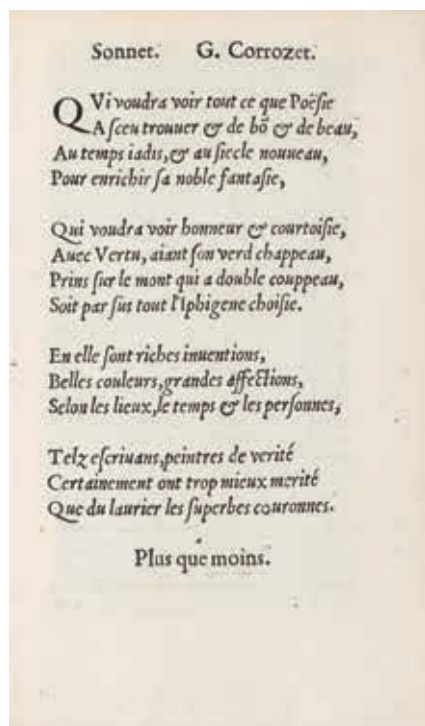 Sonnet. G. Corrozet.
QVi voudra voir tout ce que Poësie
A sceu trouuer & de bõ & de beau,
Au temps iadis, & au siecle nouueau,
Pour enrichir sa noble fantasie,
Qui voudra voir honneur & courtoisie,
Auec Vertu, aiant son verd chappeau,
Prins sur le mont qui a double couppeau,
Soit par sus tout l'Iphigene choisie.
En elle sont riches inuentions,
Belles couleurs, grandes affections,
Selon les lieux, le temps & les personnes,
Telz escriuans, peintres de verité
Certainement ont trop mieux merité
Que du laurier les superbes couronnes.
Plus que moins.